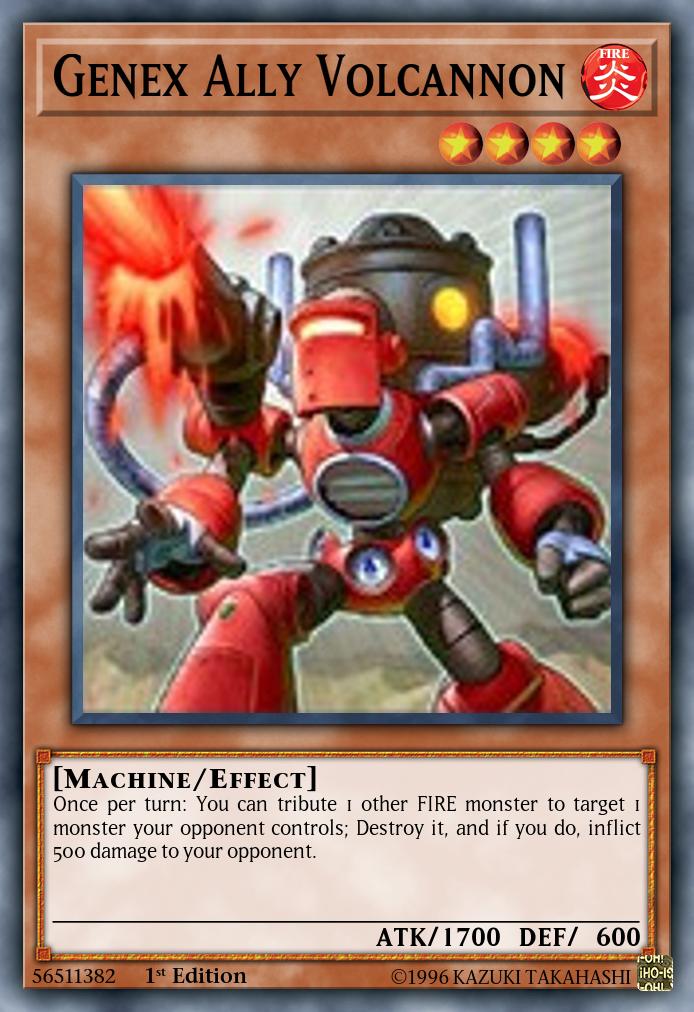 Genex Ally Volcannon
FIRE
炎
[Machine/Effect]
Once per turn: You can tribute 1 other FIRE monster to target 1
monster your opponent controls; Destroy it, and if you do, inflict
500 damage to your opponent.
ATK/1700 DEF/ 600
56511382 1st Edition ©1996 KAZUKI TAKAHASHI